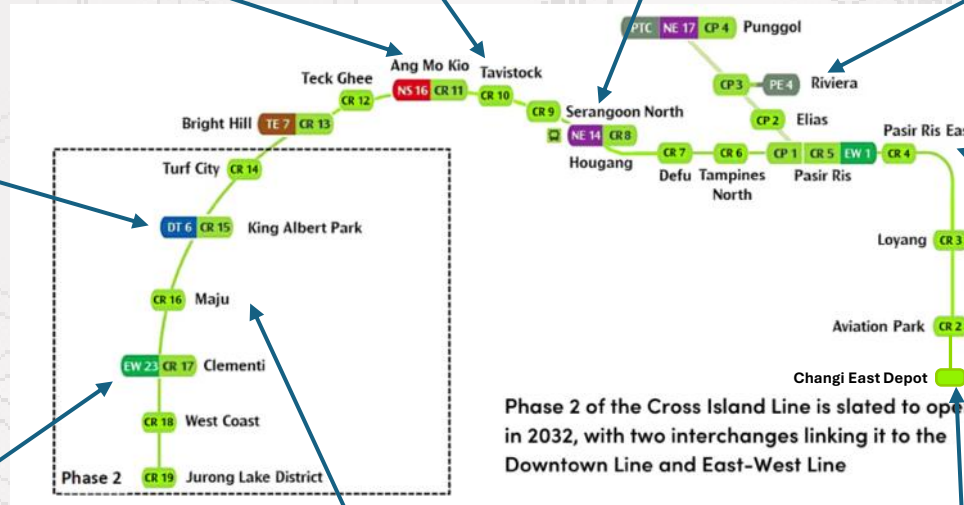 PTC NE 17 CP 4 Punggol
Ang Mo Kio
NS 16 CR 11
Tavistock
CR 10
Teck Ghee
CR 12
CP 3 PE 4 Riviera
CR 9 Serangoon North
CP 2 Elias
Bright Hill TE 7 CR 13
NE 14 CR 8
Hougang
Pasir Ris Eas
CR 7
Defu
CR 6
Tampines
North
CP 1 CR 5 EW 1
Pasir Ris
CR 4
Turf City CR 14
DT 6 CR 15 King Albert Park
Loyang CR 3
CR 16 Maju
Aviation Park CR 2
EW 23 CR 17 Clementi
Changi East Depot
CR 18 West Coast
Phase 2 CR 19 Jurong Lake District
Phase 2 of the Cross Island Line is slated to ope
in 2032, with two interchanges linking it to the
Downtown Line and East-West Line